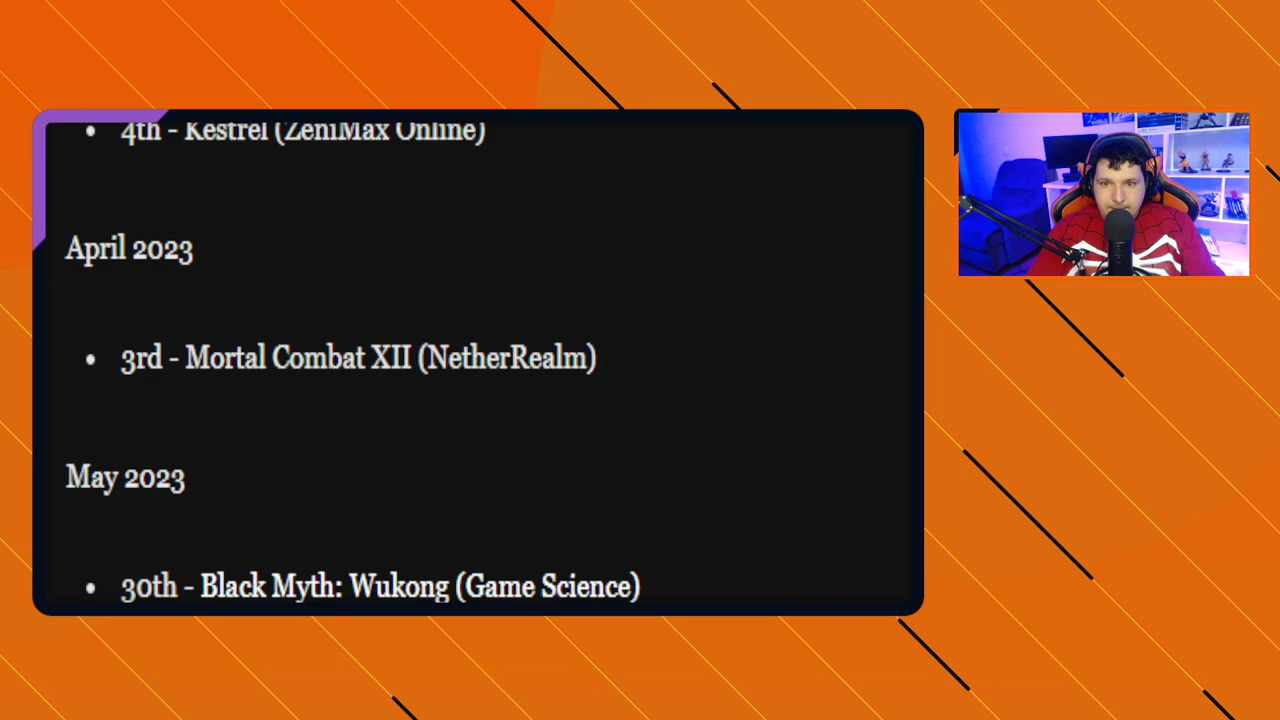 • 4th - Kestrel (ZeniMax Online)
April 2023
• 3rd - Mortal Combat XII (NetherRealm)
May 2023
• 30th - Black Myth: Wukong (Game Science)